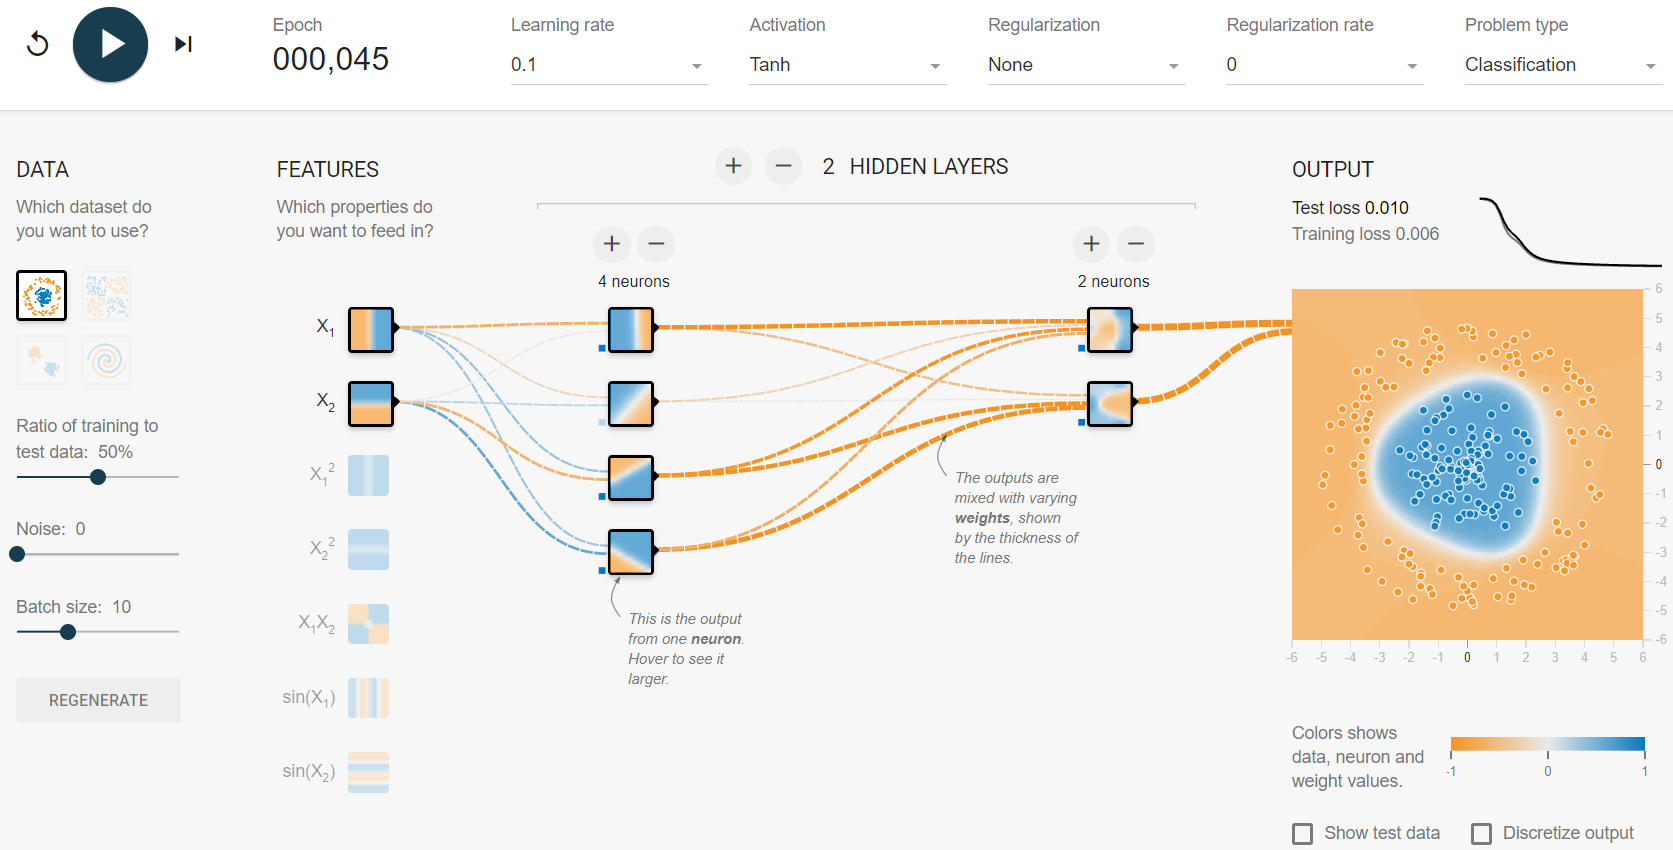 Epoch
000,045
Learning rate
0.1
Activation
Tanh
Regularization
None
Regularization rate
0
Problem type
Classification
DATA
Which dataset do
you want to use?
Ratio of training to
test data: 50%
Noise: 0
Batch size: 10
REGENERATE
FEATURES
Which properties do
you want to feed in?
X1
X2
X1²
X2²
X1X2
sin(X1)
sin(X2)
+ − 2 HIDDEN LAYERS
+ −
4 neurons
+ −
2 neurons
The outputs are
mixed with varying
weights, shown
by the thickness of
the lines.
This is the output
from one neuron.
Hover to see it
larger.
OUTPUT
Test loss 0.010
Training loss 0.006
6
5
4
3
2
1
0
-1
-2
-3
-4
-5
-6
-6 -5 -4 -3 -2 -1 0 1 2 3 4 5 6
Colors shows
data, neuron and
weight values.
-1 0 1
Show test data
Discretize output